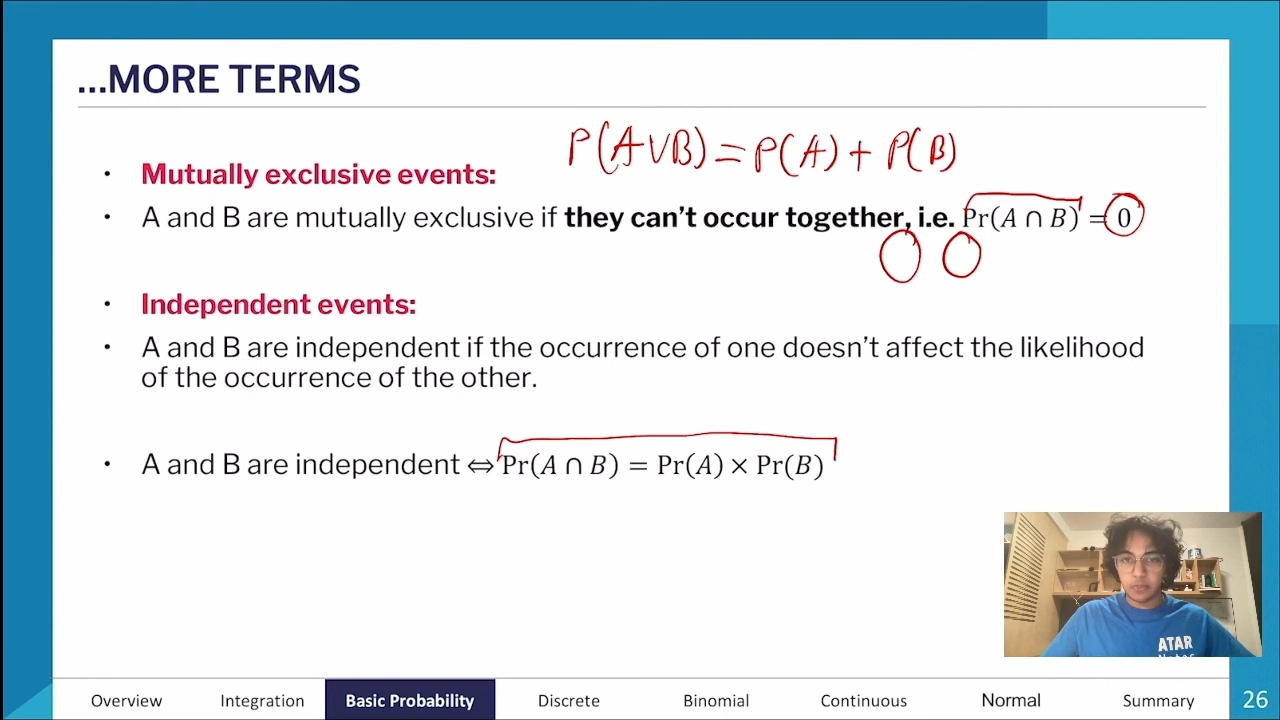 ...MORE TERMS
P(A∪B) = P(A) + P(B)
• Mutually exclusive events:
• A and B are mutually exclusive if they can't occur together, i.e. Pr(A ∩ B) = 0
• Independent events:
• A and B are independent if the occurrence of one doesn't affect the likelihood
of the occurrence of the other.
• A and B are independent ⇔ Pr(A ∩ B) = Pr(A) × Pr(B)
ATAR
Notes
Overview Integration Basic Probability Discrete Binomial Continuous Normal Summary 26